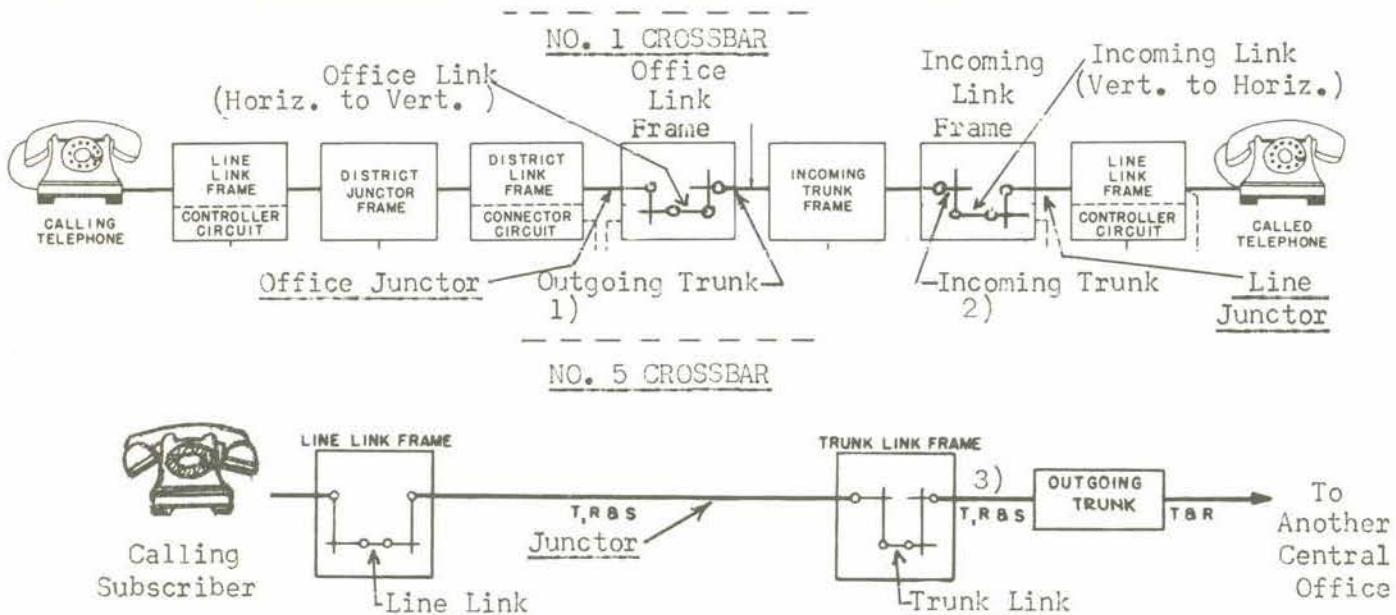 NO. 1 CROSSBAR
Office Link
(Horiz. to Vert. )
Office
Link
Frame
Incoming
Link
Frame
Incoming Link
(Vert. to Horiz.)
CALLING
TELEPHONE
LINE
LINK
FRAME
CONTROLLER
CIRCUIT
DISTRICT
JUNCTOR
FRAME
DISTRICT
LINK
FRAME
CONNECTOR
CIRCUIT
INCOMING
TRUNK
FRAME
LINE
LINK
FRAME
CONTROLLER
CIRCUIT
CALLED
TELEPHONE
Office Junctor
Outgoing Trunk
1)
Incoming Trunk
2)
Line
Junctor
NO. 5 CROSSBAR
Calling
Subscriber
LINE LINK FRAME
Line Link
T, R & S
Junctor
TRUNK LINK FRAME
Trunk Link
3)
T, R & S
OUTGOING
TRUNK
T & R
To
Another
Central
Office